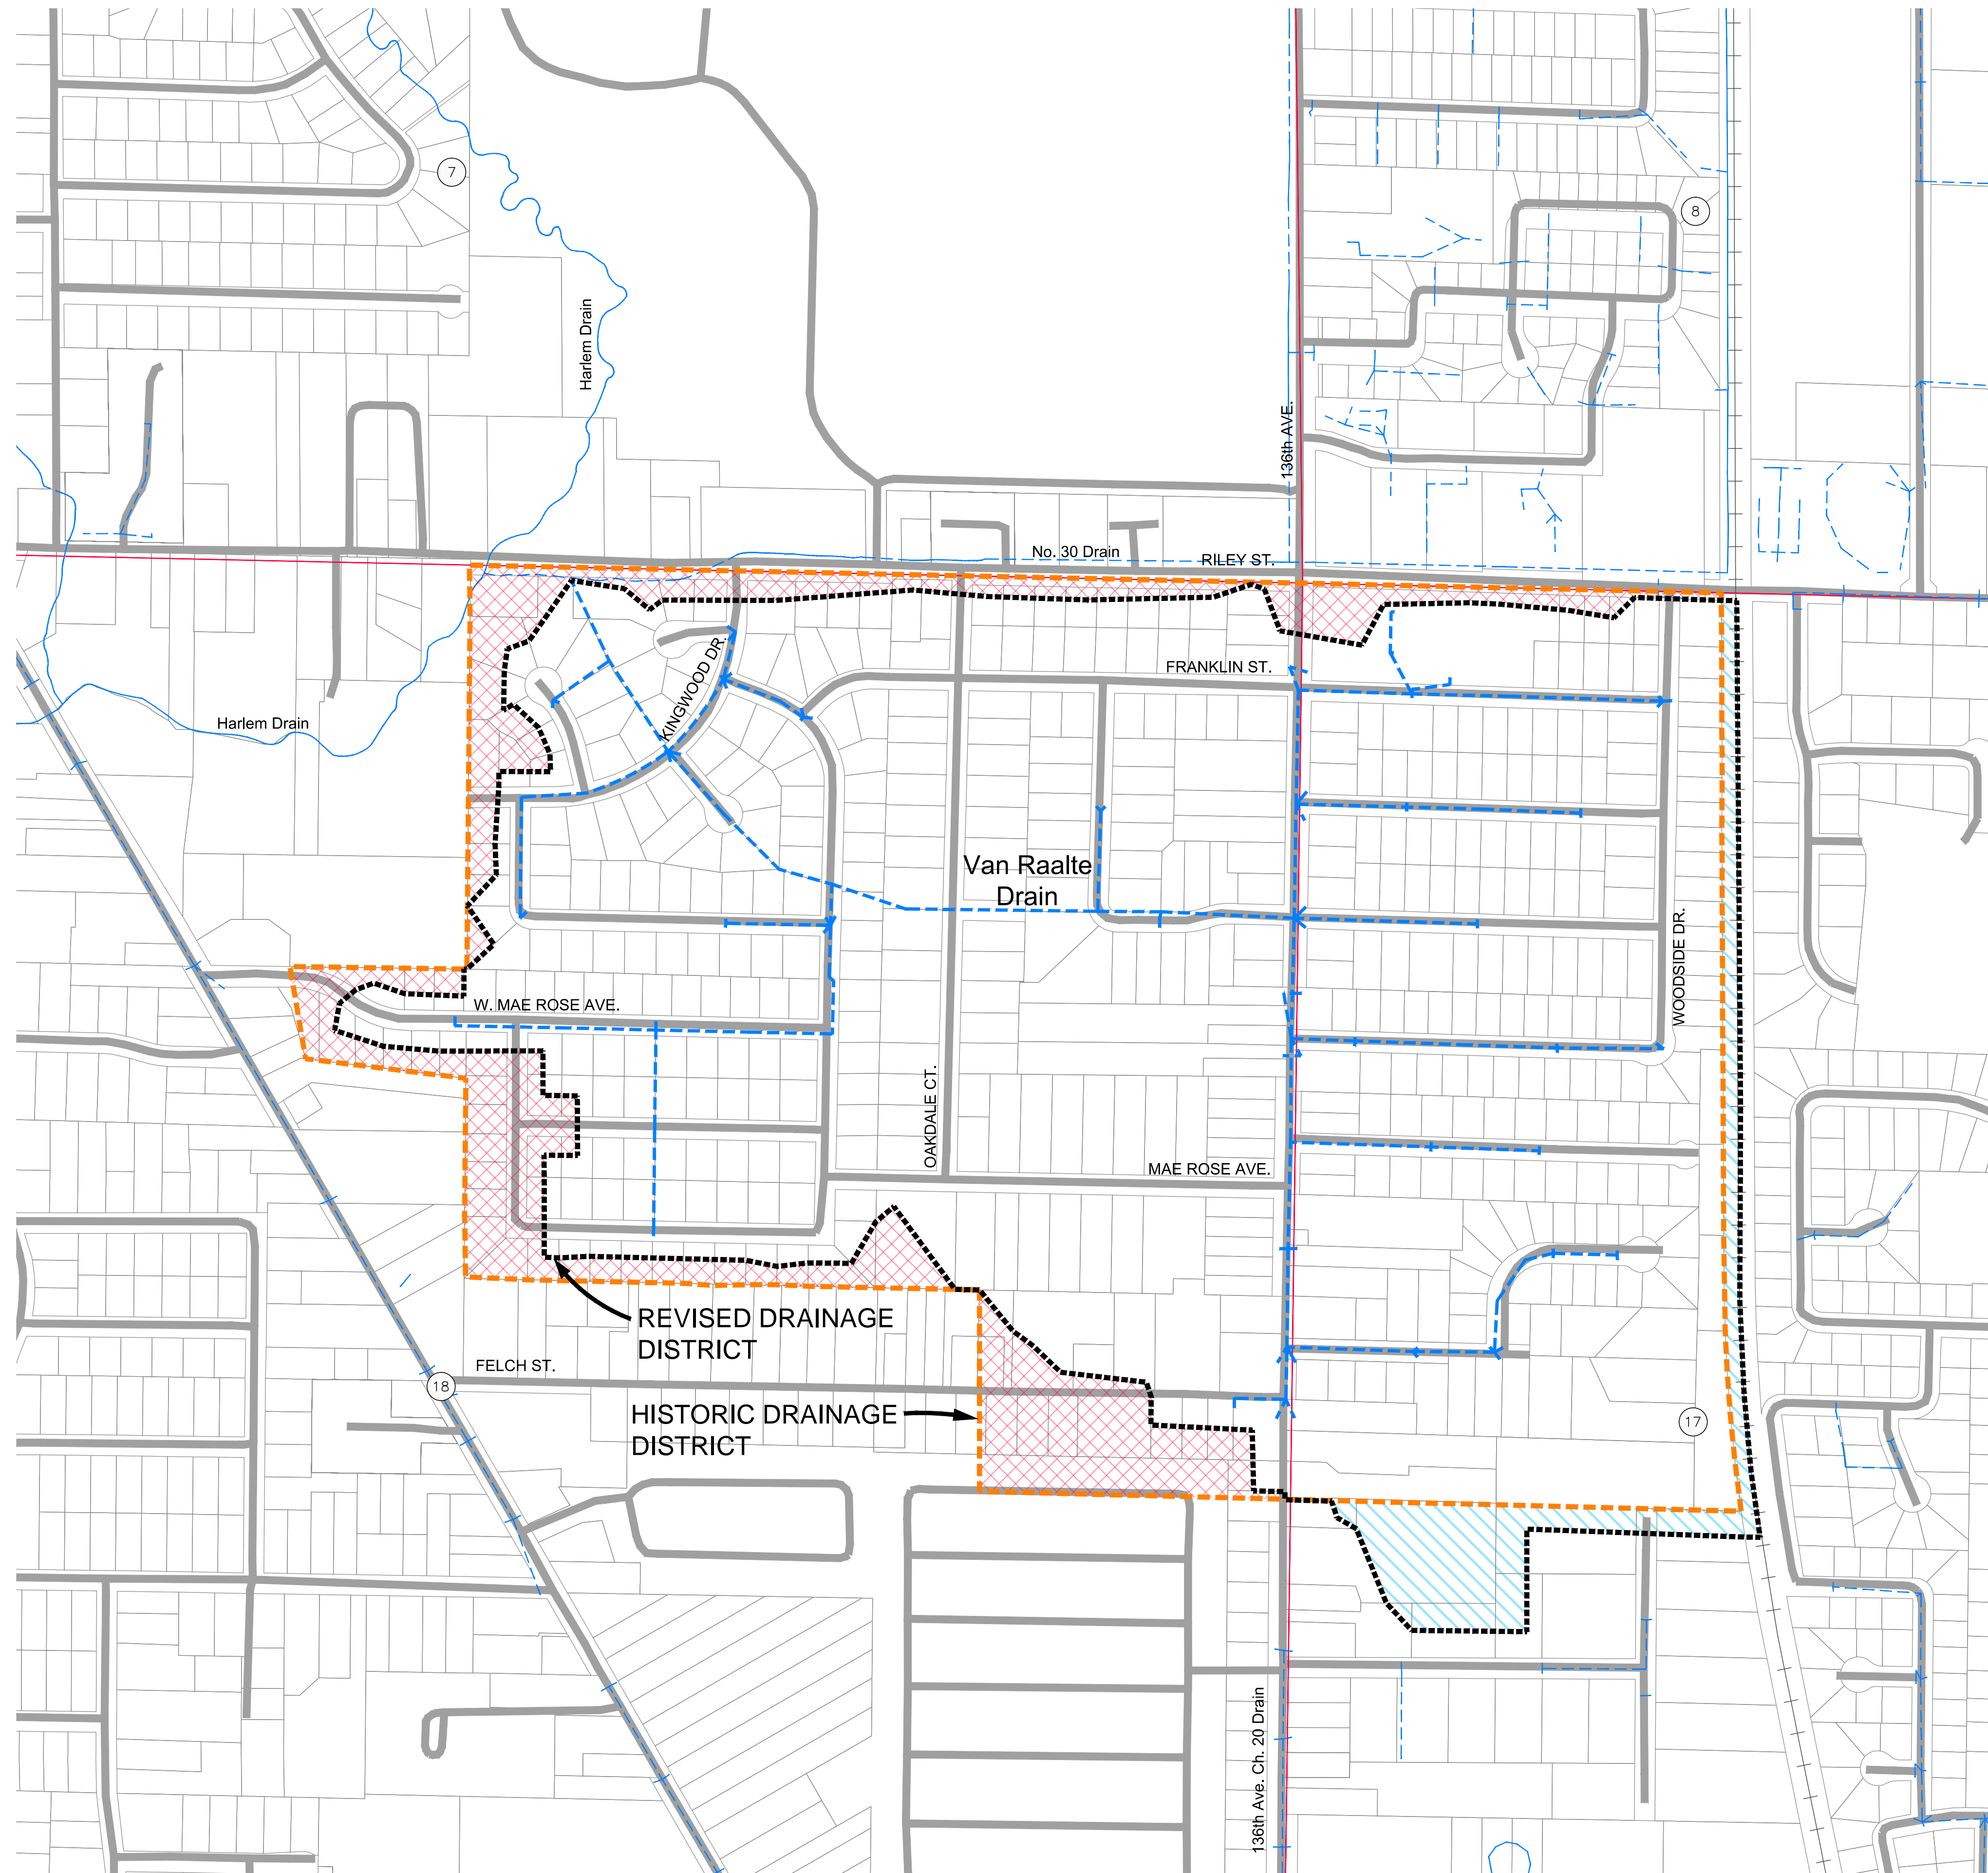 7
8
Harlem Drain
136th AVE.
No. 30 Drain
RILEY ST.
KINGWOOD DR.
FRANKLIN ST.
Harlem Drain
Van Raalte
Drain
WOODSIDE DR.
W. MAE ROSE AVE.
OAKDALE CT.
MAE ROSE AVE.
REVISED DRAINAGE
DISTRICT
FELCH ST.
18
HISTORIC DRAINAGE
DISTRICT
17
136th Ave. Ch. 20 Drain